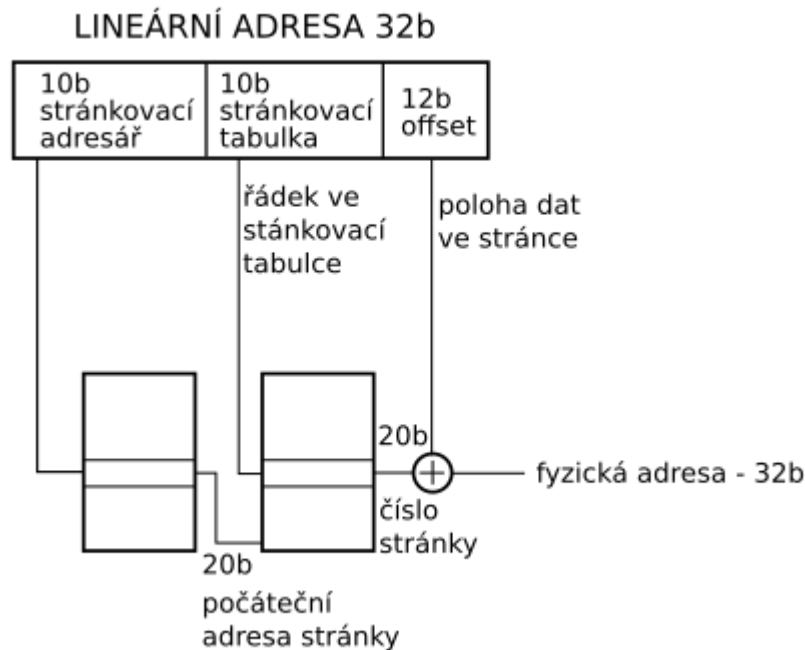 LINEÁRNÍ ADRESA 32b
10b
stránkovací
adresář
10b
stránkovací
tabulka
12b
offset
řádek ve
stánkovací
tabulce
poloha dat
ve stránce
20b
fyzická adresa - 32b
číslo
stránky
20b
počáteční
adresa stránky